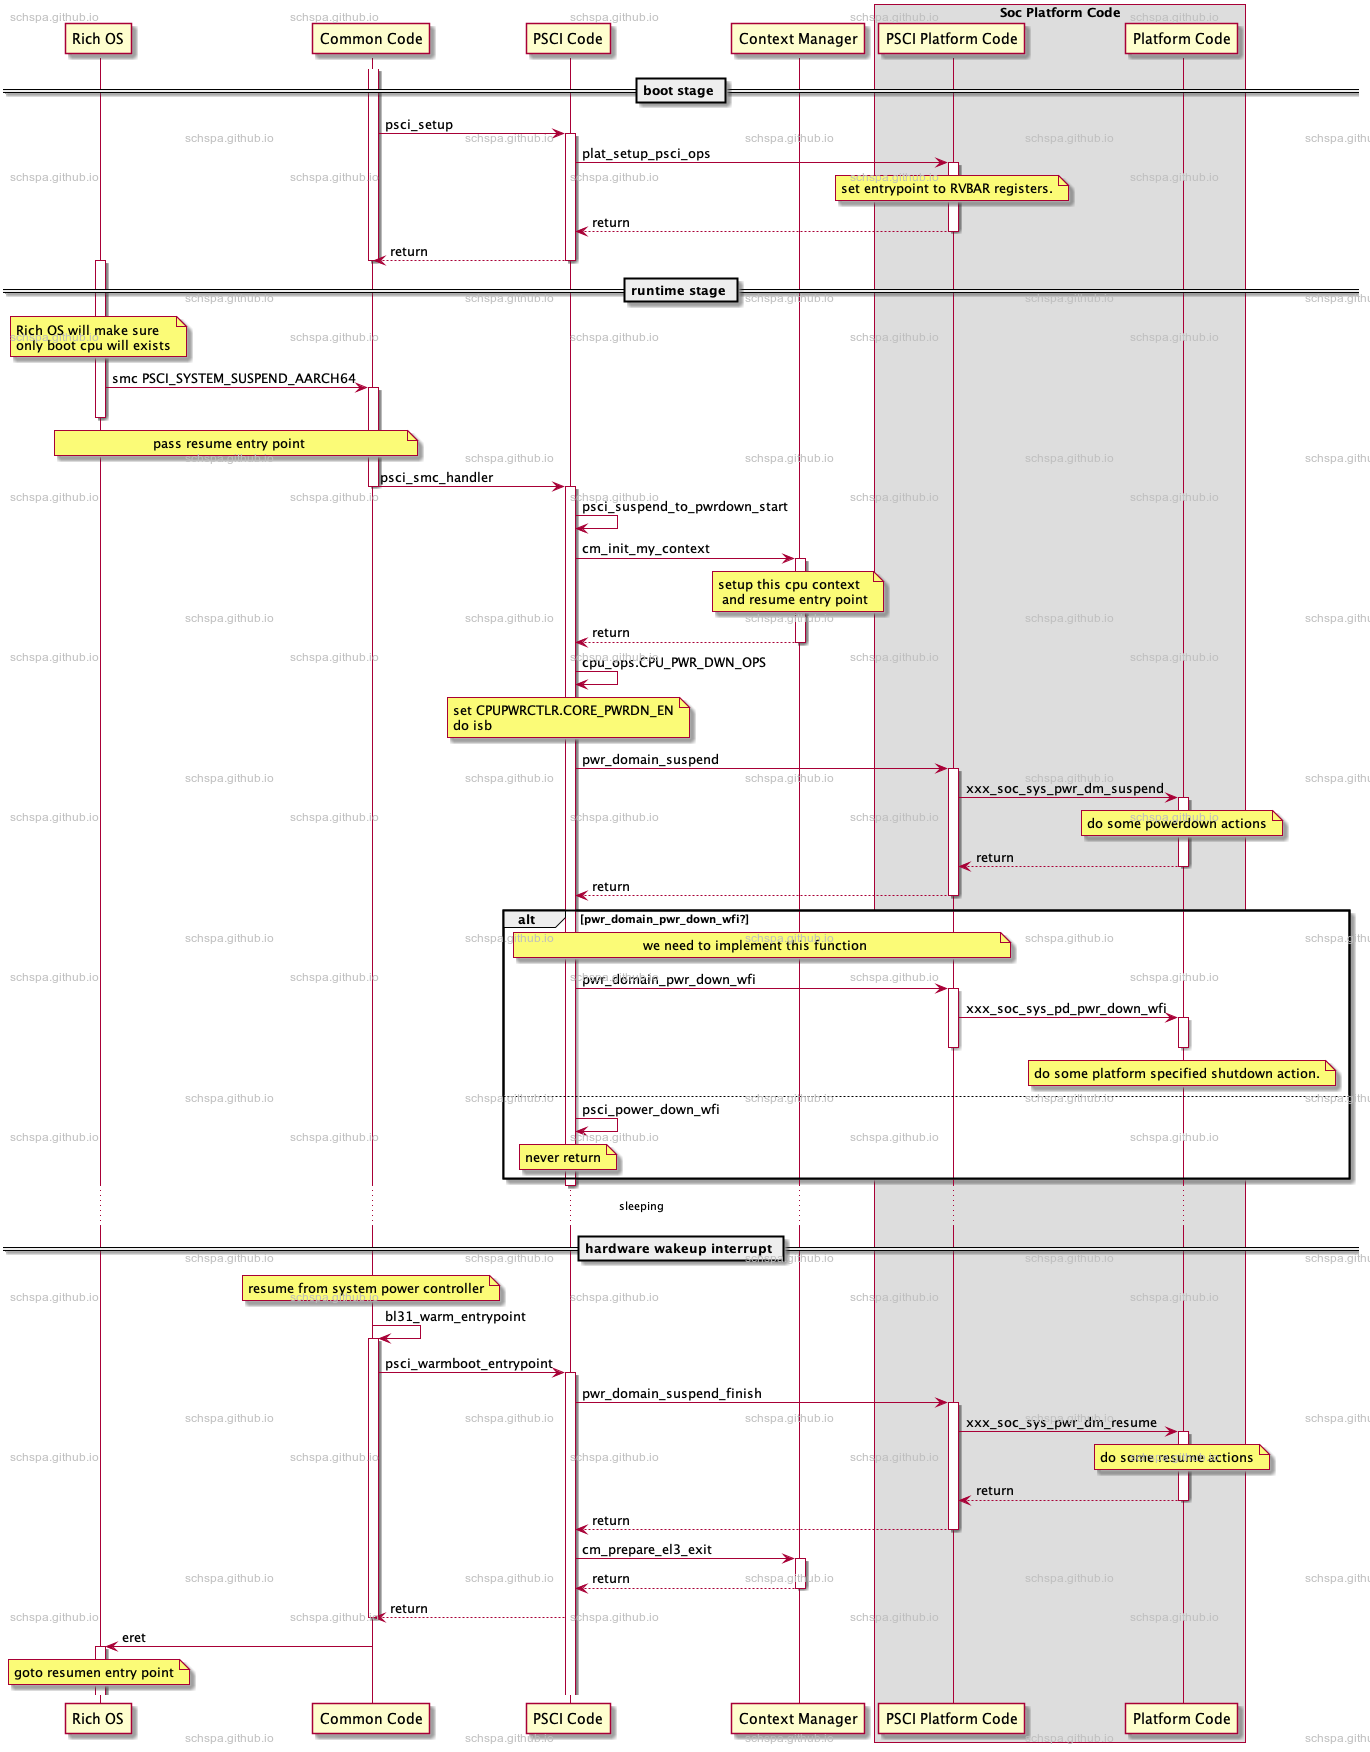 Soc Platform Code
Rich OS
Common Code
PSCI Code
Context Manager
PSCI Platform Code
Platform Code
boot stage
psci_setup
plat_setup_psci_ops
set entrypoint to RVBAR registers.
return
return
runtime stage
Rich OS will make sure
only boot cpu will exists
smc PSCI_SYSTEM_SUSPEND_AARCH64
pass resume entry point
psci_smc_handler
psci_suspend_to_pwrdown_start
cm_init_my_context
setup this cpu context
and resume entry point
return
cpu_ops.CPU_PWR_DWN_OPS
set CPUPWRCTLR.CORE_PWRDN_EN
do isb
pwr_domain_suspend
xxx_soc_sys_pwr_dm_suspend
do some powerdown actions
return
return
alt
[pwr_domain_pwr_down_wfi?]
we need to implement this function
pwr_domain_pwr_down_wfi
xxx_soc_sys_pd_pwr_down_wfi
do some platform specified shutdown action.
psci_power_down_wfi
never return
sleeping
hardware wakeup interrupt
resume from system power controller
bl31_warm_entrypoint
psci_warmboot_entrypoint
pwr_domain_suspend_finish
xxx_soc_sys_pwr_dm_resume
do some resume actions
return
return
cm_prepare_el3_exit
return
return
eret
goto resumen entry point
Rich OS
Common Code
PSCI Code
Context Manager
PSCI Platform Code
Platform Code
schspa.github.io